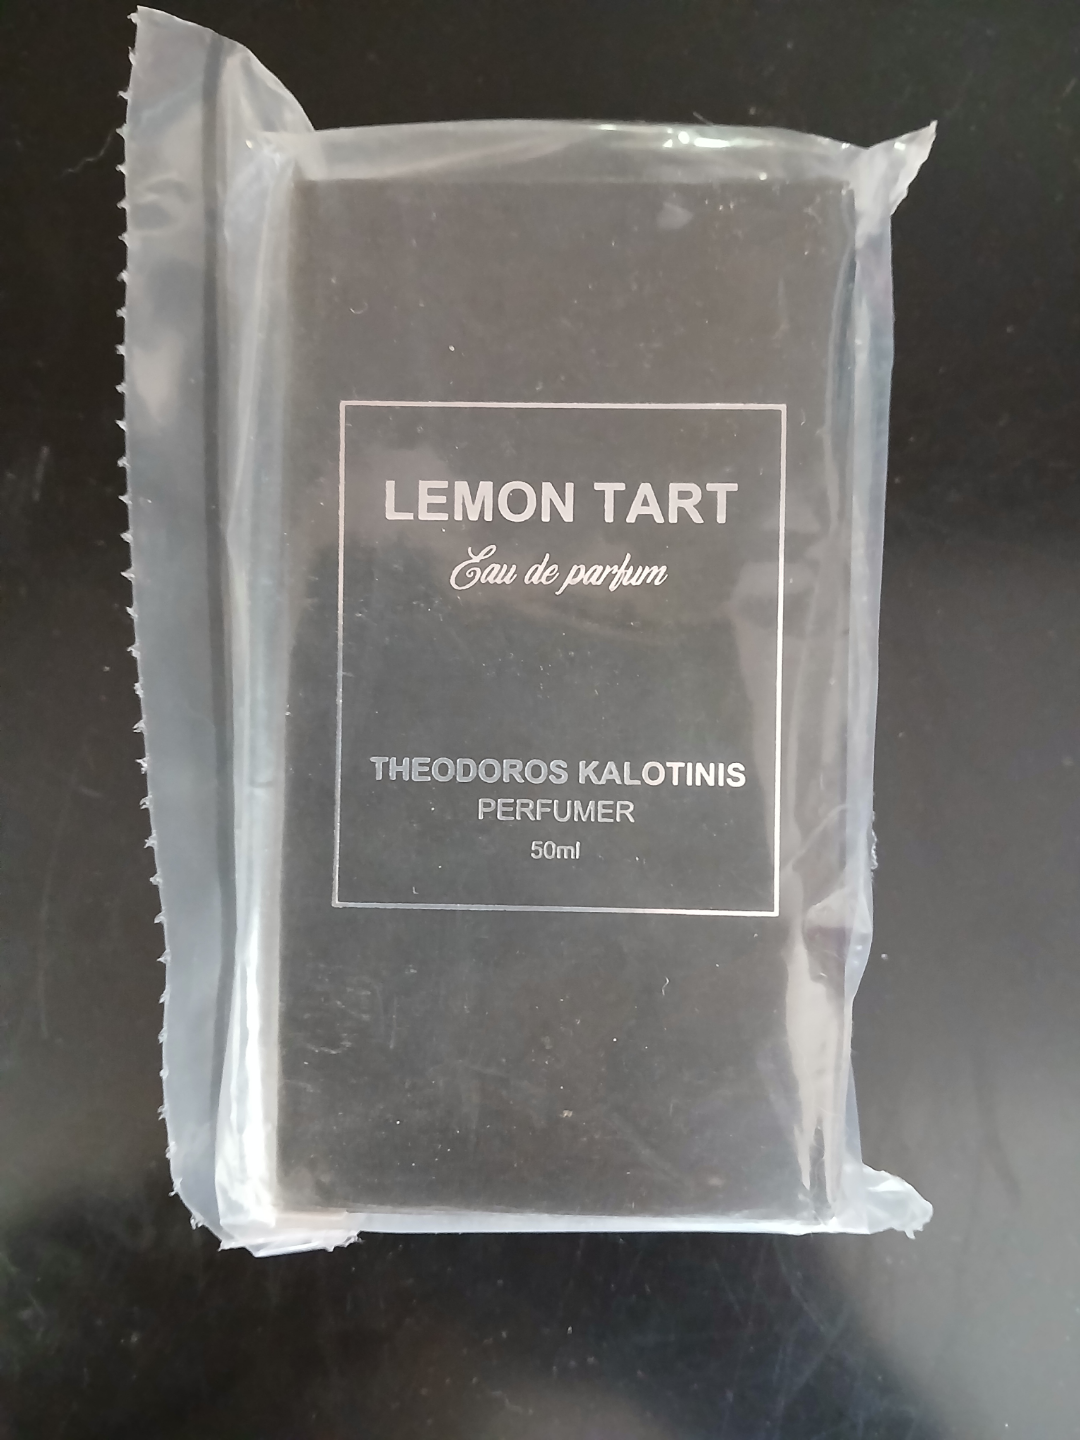 LEMON TART
Eau de parfum
THEODOROS KALOTINIS
PERFUMER
50ml